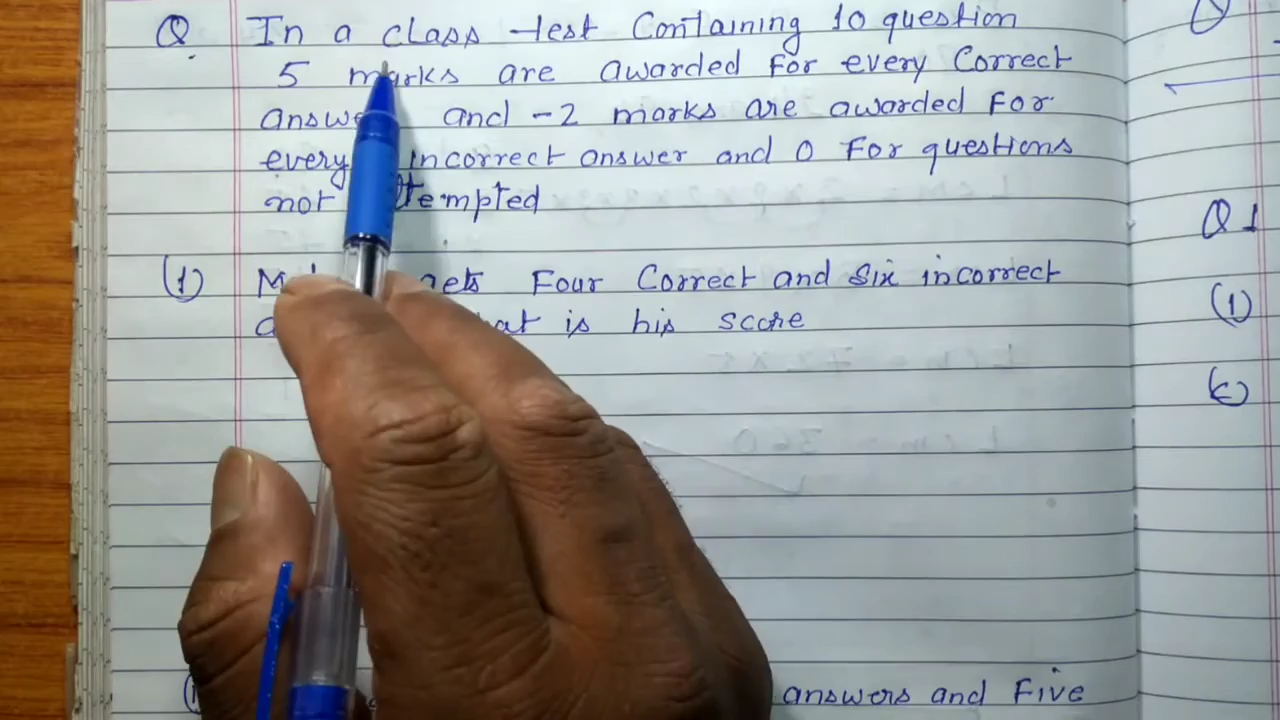 Q In a class test Containing 10 question
5 marks are awarded for every Correct
and -2 marks are awarded For
every incorrect answer and 0 For questions
not
Four Correct and six incorrect
is his score
answers and Five
Q
Q 1
(1)